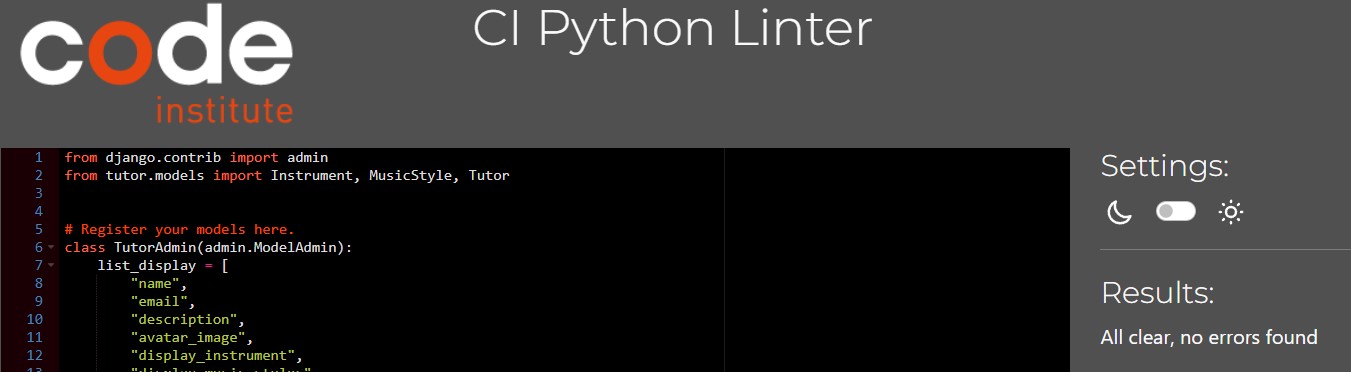 code
institute
CI Python Linter
1 from django.contrib import admin
2 from tutor.models import Instrument, MusicStyle, Tutor
3
4
5 # Register your models here.
6 class TutorAdmin(admin.ModelAdmin):
7     list_display = [
8         "name",
9         "email",
10         "description",
11         "avatar_image",
12         "display_instrument",
Settings:
Results:
All clear, no errors found